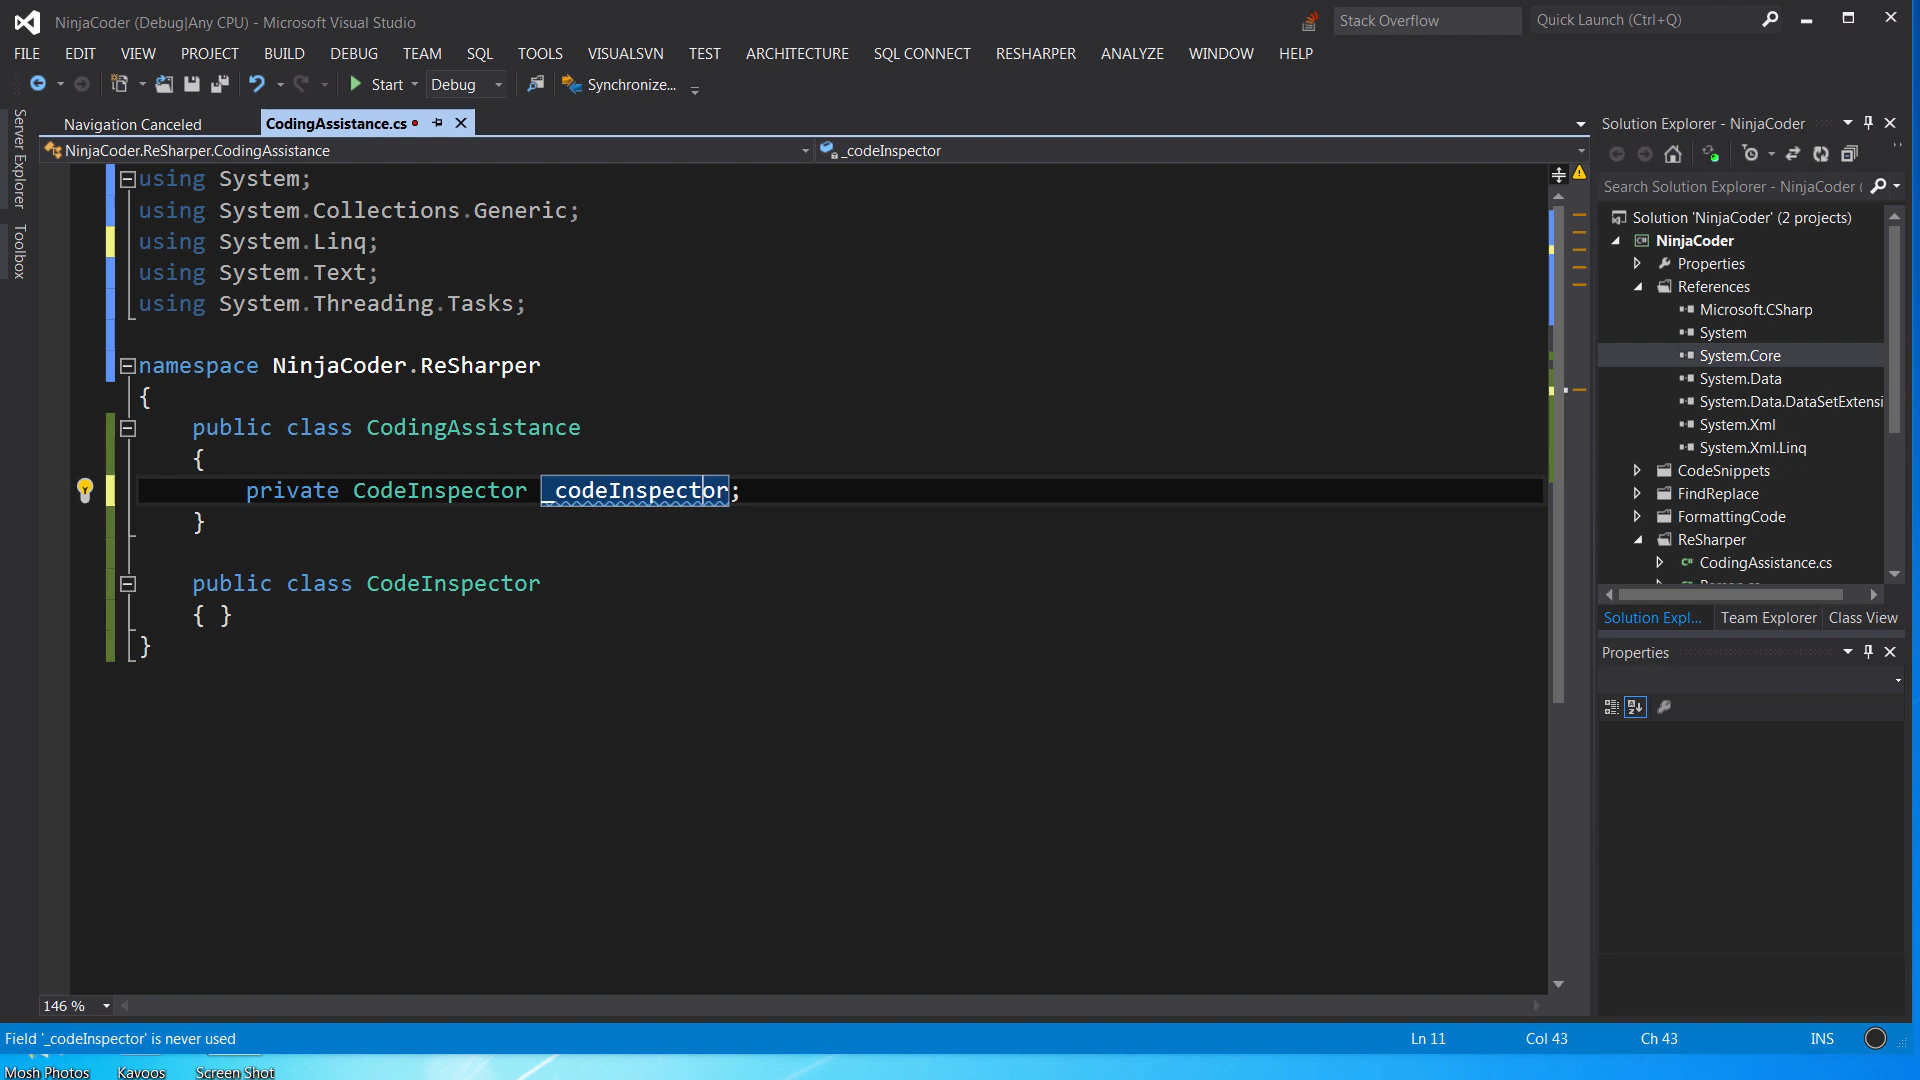 NinjaCoder (Debug|Any CPU) - Microsoft Visual Studio
Stack Overflow
Quick Launch (Ctrl+Q)
FILE EDIT VIEW PROJECT BUILD DEBUG TEAM SQL TOOLS VISUALSVN TEST ARCHITECTURE SQL CONNECT RESHARPER ANALYZE WINDOW HELP
Start Debug Synchronize...
Server Explorer
Toolbox
Navigation Canceled CodingAssistance.cs
NinjaCoder.ReSharper.CodingAssistance _codeInspector
using System;
using System.Collections.Generic;
using System.Linq;
using System.Text;
using System.Threading.Tasks;
namespace NinjaCoder.ReSharper
{
public class CodingAssistance
{
private CodeInspector _codeInspector;
}
public class CodeInspector
{ }
}
146 %
Solution Explorer - NinjaCoder
Search Solution Explorer - NinjaCoder (
Solution 'NinjaCoder' (2 projects)
NinjaCoder
Properties
References
Microsoft.CSharp
System
System.Core
System.Data
System.Data.DataSetExtensi
System.Xml
System.Xml.Linq
CodeSnippets
FindReplace
FormattingCode
ReSharper
CodingAssistance.cs
Solution Expl... Team Explorer Class View
Properties
Field '_codeInspector' is never used Ln 11 Col 43 Ch 43 INS
Mosh Photos Kavoos Screen Shot